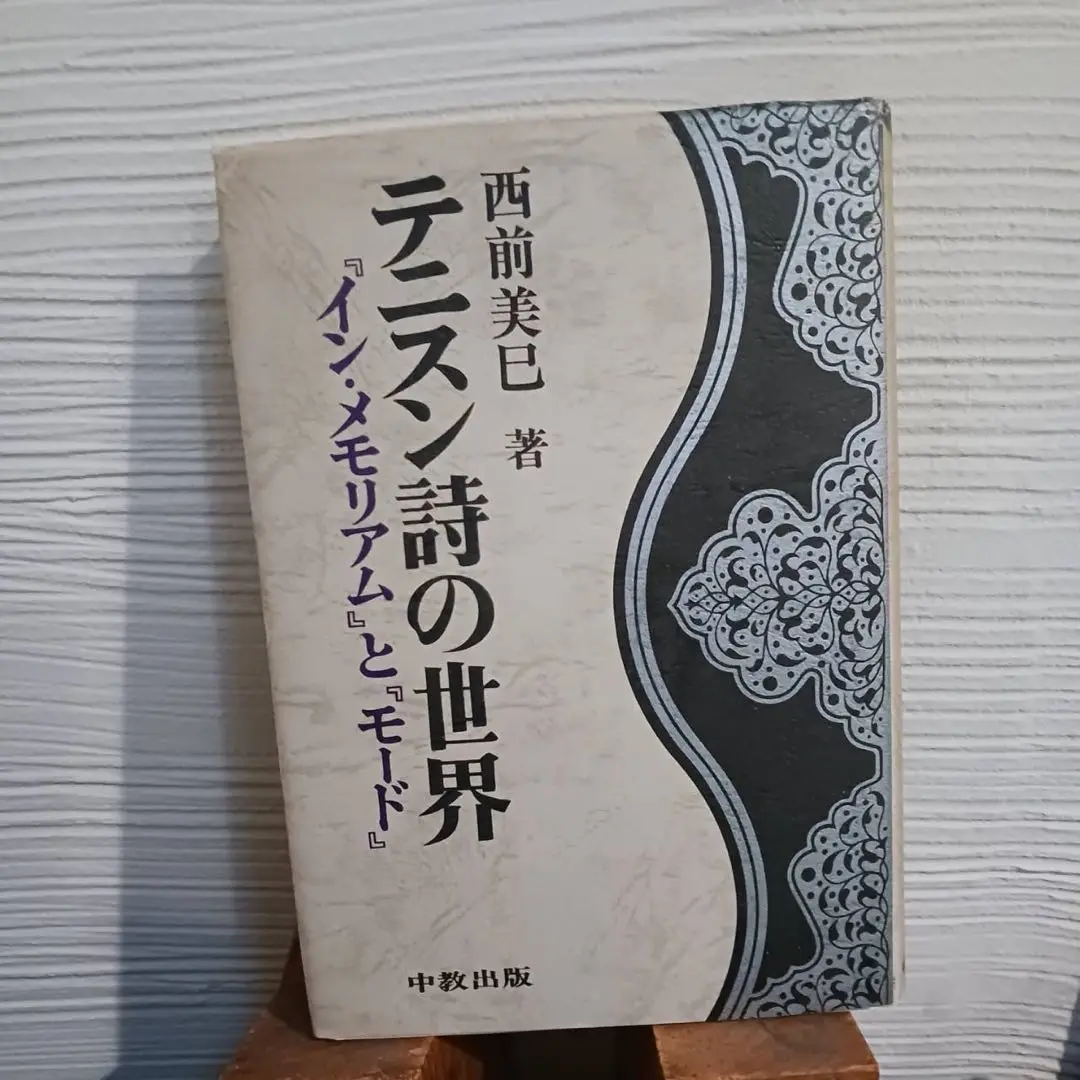 西前美巳 著
テニスン詩の世界
『イン・メモリアム』と『モード』
中教出版